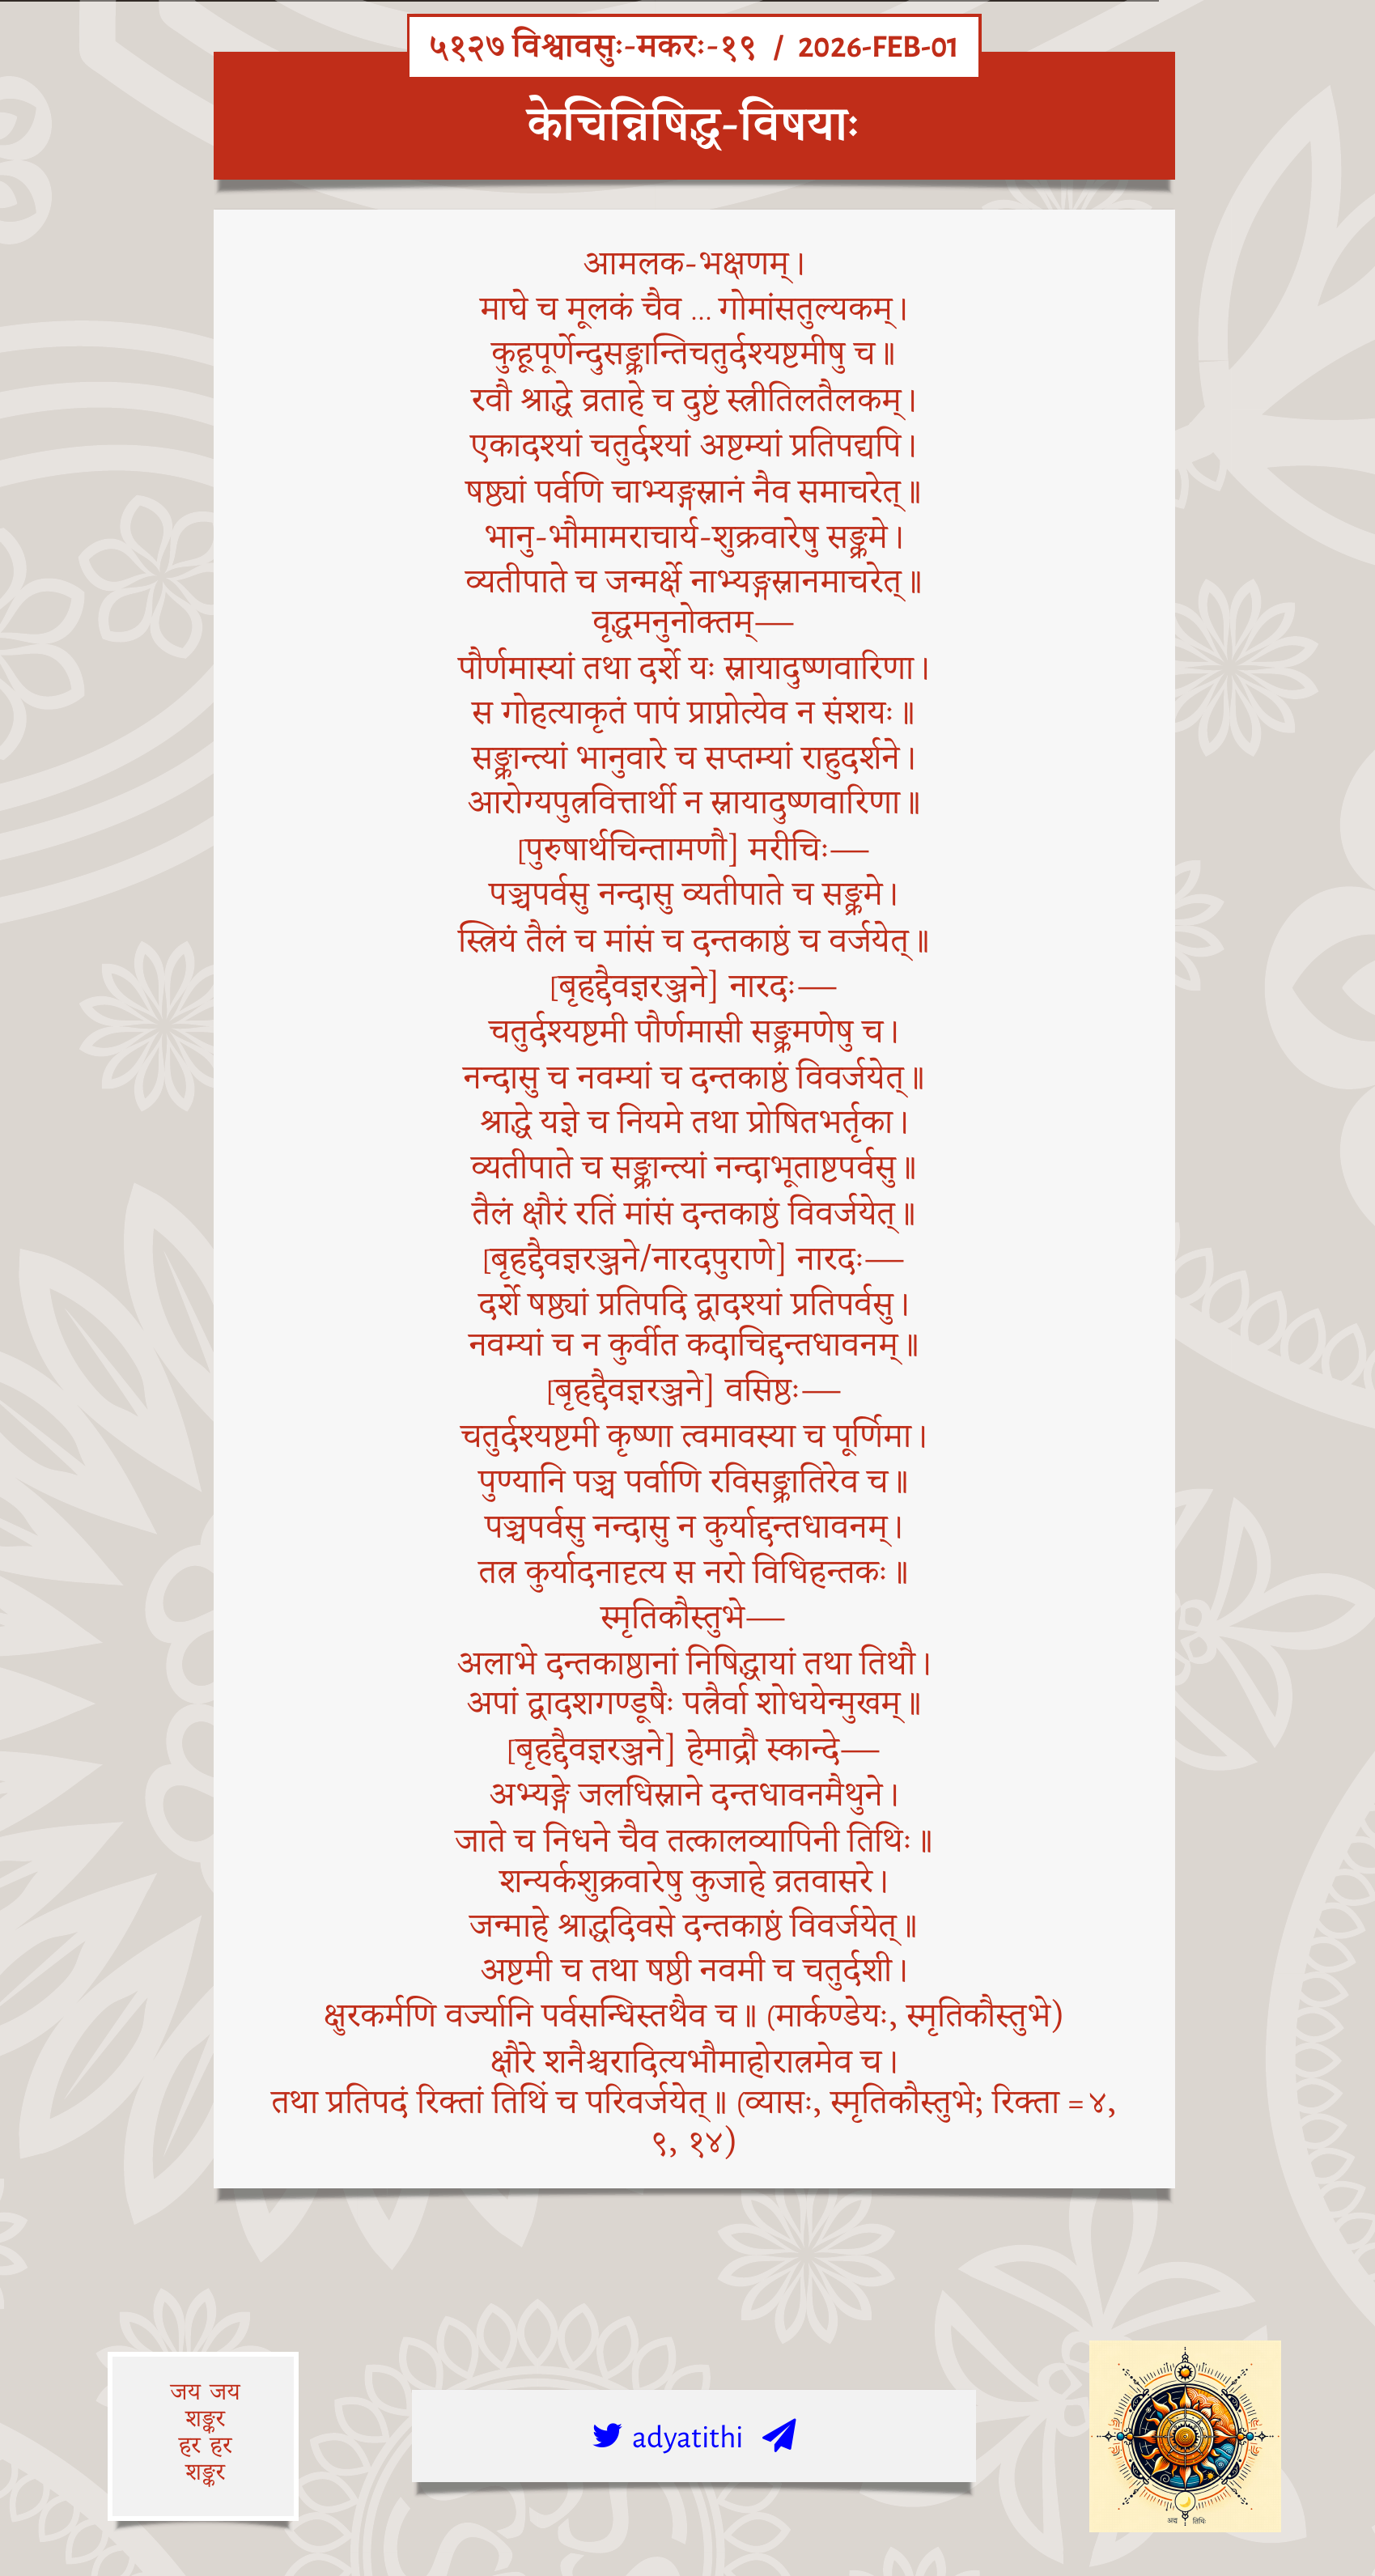 ५१२७ विश्वावसुः-मकरः-१९ / 2026-FEB-01
केचिन्निषिद्ध-विषयाः
आमलक-भक्षणम्।
माघे च मूलकं चैव ... गोमांसतुल्यकम्।
कुहूपूर्णेन्दुसङ्क्रान्तिचतुर्दश्यष्टमीषु च॥
रवौ श्राद्धे व्रताहे च दुष्टं स्त्रीतिलतैलकम्।
एकादश्यां चतुर्दश्यां अष्टम्यां प्रतिपद्यपि।
षष्ठ्यां पर्वणि चाभ्यङ्गस्नानं नैव समाचरेत्॥
भानु-भौमामराचार्य-शुक्रवारेषु सङ्क्रमे।
व्यतीपाते च जन्मर्क्षे नाभ्यङ्गस्नानमाचरेत्॥
वृद्धमनुनोक्तम्—
पौर्णमास्यां तथा दर्शे यः स्नायादुष्णवारिणा।
स गोहत्याकृतं पापं प्राप्नोत्येव न संशयः॥
सङ्क्रान्त्यां भानुवारे च सप्तम्यां राहुदर्शने।
आरोग्यपुत्रवित्तार्थी न स्नायादुष्णवारिणा॥
[पुरुषार्थचिन्तामणौ] मरीचिः—
पञ्चपर्वसु नन्दासु व्यतीपाते च सङ्क्रमे।
स्त्रियं तैलं च मांसं च दन्तकाष्ठं च वर्जयेत्॥
[बृहद्दैवज्ञरञ्जने] नारदः—
चतुर्दश्यष्टमी पौर्णमासी सङ्क्रमणेषु च।
नन्दासु च नवम्यां च दन्तकाष्ठं विवर्जयेत्॥
श्राद्धे यज्ञे च नियमे तथा प्रोषितभर्तृका।
व्यतीपाते च सङ्क्रान्त्यां नन्दाभूताष्टपर्वसु॥
तैलं क्षौरं रतिं मांसं दन्तकाष्ठं विवर्जयेत्॥
[बृहद्दैवज्ञरञ्जने/नारदपुराणे] नारदः—
दर्शे षष्ठ्यां प्रतिपदि द्वादश्यां प्रतिपर्वसु।
नवम्यां च न कुर्वीत कदाचिद्दन्तधावनम्॥
[बृहद्दैवज्ञरञ्जने] वसिष्ठः—
चतुर्दश्यष्टमी कृष्णा त्वमावस्या च पूर्णिमा।
पुण्यानि पञ्च पर्वाणि रविसङ्क्रातिरेव च॥
पञ्चपर्वसु नन्दासु न कुर्याद्दन्तधावनम्।
तत्र कुर्यादनादृत्य स नरो विधिहन्तकः॥
स्मृतिकौस्तुभे—
अलाभे दन्तकाष्ठानां निषिद्धायां तथा तिथौ।
अपां द्वादशगण्डूषैः पत्रैर्वा शोधयेन्मुखम्॥
[बृहद्दैवज्ञरञ्जने] हेमाद्रौ स्कान्दे—
अभ्यङ्गे जलधिस्नाने दन्तधावनमैथुने।
जाते च निधने चैव तत्कालव्यापिनी तिथिः॥
शन्यर्कशुक्रवारेषु कुजाहे व्रतवासरे।
जन्माहे श्राद्धदिवसे दन्तकाष्ठं विवर्जयेत्॥
अष्टमी च तथा षष्ठी नवमी च चतुर्दशी।
क्षुरकर्मणि वर्ज्यानि पर्वसन्धिस्तथैव च॥ (मार्कण्डेयः, स्मृतिकौस्तुभे)
क्षौरे शनैश्चरादित्यभौमाहोरात्रमेव च।
तथा प्रतिपदं रिक्तां तिथिं च परिवर्जयेत्॥ (व्यासः, स्मृतिकौस्तुभे; रिक्ता = ४,
९, १४)
जय जय
शङ्कर
हर हर
शङ्कर
adyatithi
अद्य तिथिः